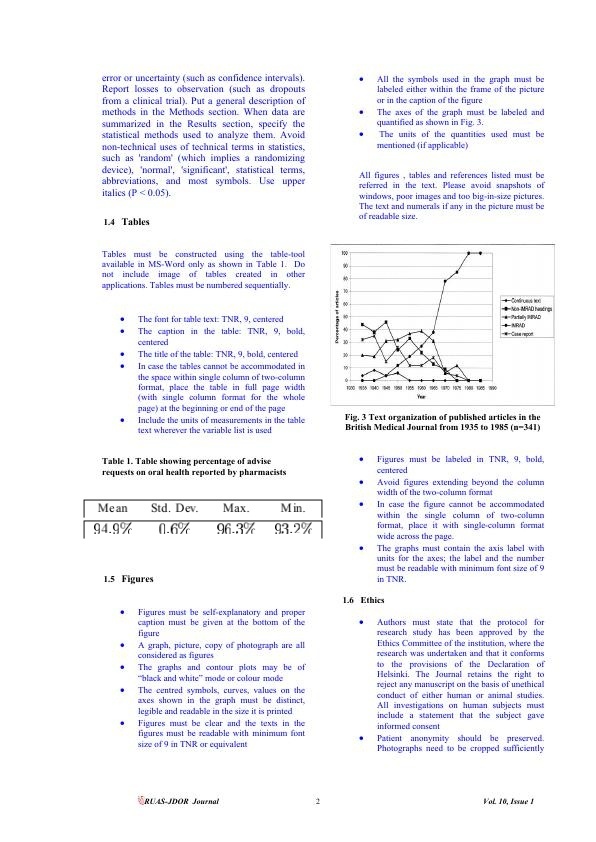 error or uncertainty (such as confidence intervals).
Report losses to observation (such as dropouts
from a clinical trial). Put a general description of
methods in the Methods section. When data are
summarized in the Results section, specify the
statistical methods used to analyze them. Avoid
non-technical uses of technical terms in statistics,
such as 'random' (which implies a randomizing
device), 'normal', 'significant', statistical terms,
abbreviations, and most symbols. Use upper
italics (P < 0.05).
1.4 Tables
Tables must be constructed using the table-tool
available in MS-Word only as shown in Table 1. Do
not include image of tables created in other
applications. Tables must be numbered sequentially.
• The font for table text: TNR, 9, centered
• The caption in the table: TNR, 9, bold,
centered
• The title of the table: TNR, 9, bold, centered
• In case the tables cannot be accommodated in
the space within single column of two-column
format, place the table in full page width
(with single column format for the whole
page) at the beginning or end of the page
• Include the units of measurements in the table
text wherever the variable list is used
Table 1. Table showing percentage of advise
requests on oral health reported by pharmacists
Mean Std. Dev. Max. Min.
94.9% 0.6% 96.3% 93.2%
1.5 Figures
• Figures must be self-explanatory and proper
caption must be given at the bottom of the
figure
• A graph, picture, copy of photograph are all
considered as figures
• The graphs and contour plots may be of
“black and white” mode or colour mode
• The centred symbols, curves, values on the
axes shown in the graph must be distinct,
legible and readable in the size it is printed
• Figures must be clear and the texts in the
figures must be readable with minimum font
size of 9 in TNR or equivalent
• All the symbols used in the graph must be
labeled either within the frame of the picture
or in the caption of the figure
• The axes of the graph must be labeled and
quantified as shown in Fig. 3.
• The units of the quantities used must be
mentioned (if applicable)
All figures , tables and references listed must be
referred in the text. Please avoid snapshots of
windows, poor images and too big-in-size pictures.
The text and numerals if any in the picture must be
of readable size.
Percentage of articles
100
90
80
70
60
50
40
30
20
10
0
1930 1935 1940 1945 1950 1955 1960 1965 1970 1975 1980 1985 1990
Year
Continuous text
Non-IMRAD headings
Partially IMRAD
IMRAD
Case report
Fig. 3 Text organization of published articles in the
British Medical Journal from 1935 to 1985 (n=341)
• Figures must be labeled in TNR, 9, bold,
centered
• Avoid figures extending beyond the column
width of the two-column format
• In case the figure cannot be accommodated
within the single column of two-column
format, place it with single-column format
wide across the page.
• The graphs must contain the axis label with
units for the axes; the label and the number
must be readable with minimum font size of 9
in TNR.
1.6 Ethics
• Authors must state that the protocol for
research study has been approved by the
Ethics Committee of the institution, where the
research was undertaken and that it conforms
to the provisions of the Declaration of
Helsinki. The Journal retains the right to
reject any manuscript on the basis of unethical
conduct of either human or animal studies.
All investigations on human subjects must
include a statement that the subject gave
informed consent
• Patient anonymity should be preserved.
Photographs need to be cropped sufficiently
RUAS-JDOR Journal 2 Vol. 10, Issue 1